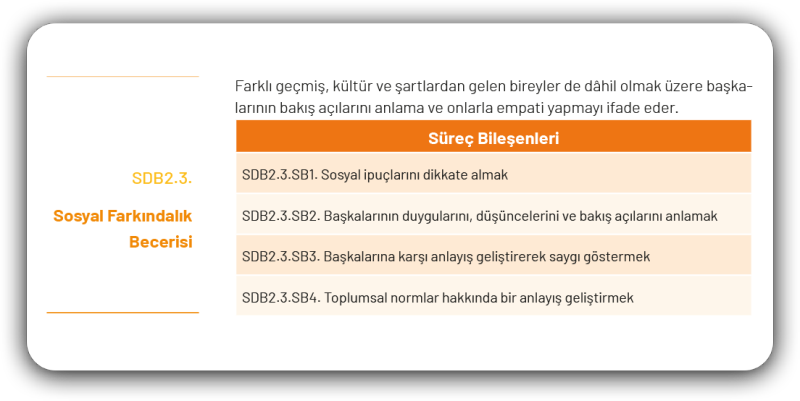 SDB2.3.
Sosyal Farkındalık
Becerisi
Farklı geçmiş, kültür ve şartlardan gelen bireyler de dâhil olmak üzere başka-
larının bakış açılarını anlama ve onlarla empati yapmayı ifade eder.
Süreç Bileşenleri
SDB2.3.SB1. Sosyal ipuçlarını dikkate almak
SDB2.3.SB2. Başkalarının duygularını, düşüncelerini ve bakış açılarını anlamak
SDB2.3.SB3. Başkalarına karşı anlayış geliştirerek saygı göstermek
SDB2.3.SB4. Toplumsal normlar hakkında bir anlayış geliştirmek